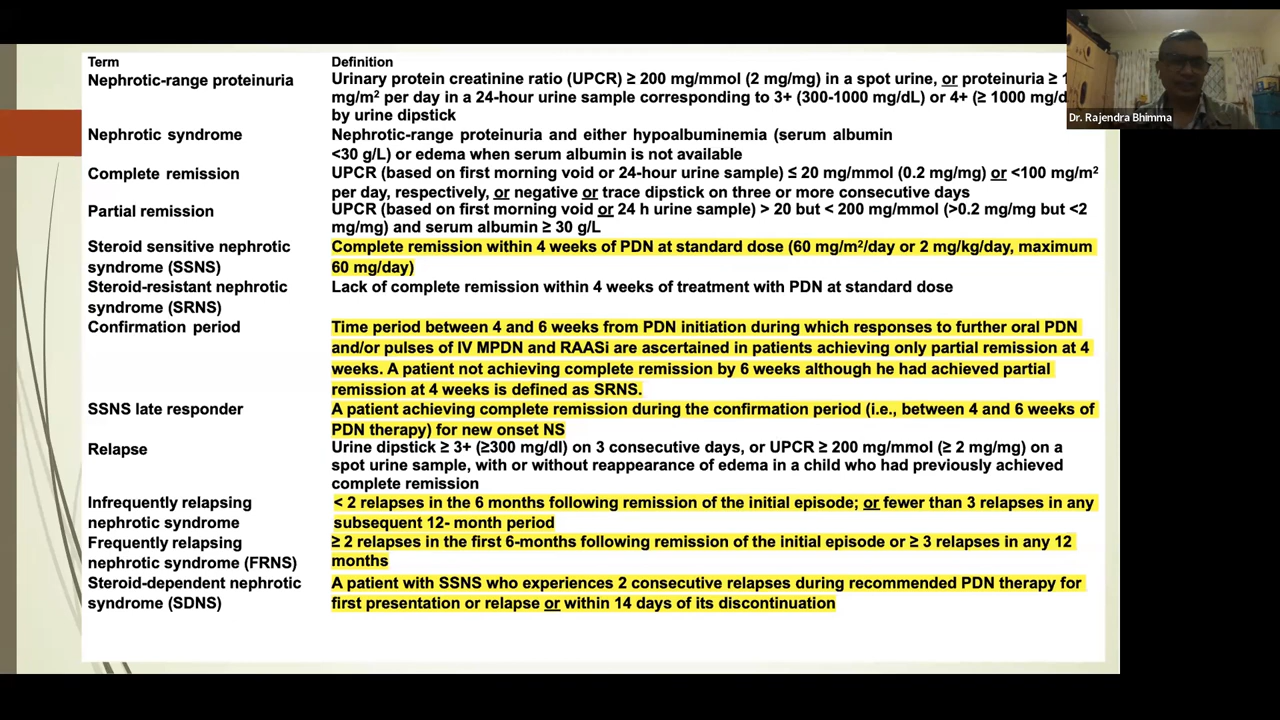 Term Definition
Nephrotic-range proteinuria Urinary protein creatinine ratio (UPCR) ≥ 200 mg/mmol (2 mg/mg) in a spot urine, or proteinuria ≥
mg/m² per day in a 24-hour urine sample corresponding to 3+ (300-1000 mg/dL) or 4+ (≥ 1000
by urine dipstick
Nephrotic syndrome Nephrotic-range proteinuria and either hypoalbuminemia (serum albumin
<30 g/L) or edema when serum albumin is not available
Complete remission UPCR (based on first morning void or 24-hour urine sample) ≤ 20 mg/mmol (0.2 mg/mg) or <100 mg/m²
per day, respectively, or negative or trace dipstick on three or more consecutive days
Partial remission UPCR (based on first morning void or 24 h urine sample) > 20 but < 200 mg/mmol (>0.2 mg/mg but <2
mg/mg) and serum albumin ≥ 30 g/L
Steroid sensitive nephrotic Complete remission within 4 weeks of PDN at standard dose (60 mg/m²/day or 2 mg/kg/day, maximum
syndrome (SSNS) 60 mg/day)
Steroid-resistant nephrotic Lack of complete remission within 4 weeks of treatment with PDN at standard dose
syndrome (SRNS)
Confirmation period Time period between 4 and 6 weeks from PDN initiation during which responses to further oral PDN
and/or pulses of IV MPDN and RAASi are ascertained in patients achieving only partial remission at 4
weeks. A patient not achieving complete remission by 6 weeks although he had achieved partial
remission at 4 weeks is defined as SRNS.
SSNS late responder A patient achieving complete remission during the confirmation period (i.e., between 4 and 6 weeks of
PDN therapy) for new onset NS
Relapse Urine dipstick ≥ 3+ (≥300 mg/dl) on 3 consecutive days, or UPCR ≥ 200 mg/mmol (≥ 2 mg/mg) on a
spot urine sample, with or without reappearance of edema in a child who had previously achieved
complete remission
Infrequently relapsing < 2 relapses in the 6 months following remission of the initial episode; or fewer than 3 relapses in any
nephrotic syndrome subsequent 12- month period
Frequently relapsing ≥ 2 relapses in the first 6-months following remission of the initial episode or ≥ 3 relapses in any 12
nephrotic syndrome (FRNS) months
Steroid-dependent nephrotic A patient with SSNS who experiences 2 consecutive relapses during recommended PDN therapy for
syndrome (SDNS) first presentation or relapse or within 14 days of its discontinuation
Dr. Rajendra Bhimma